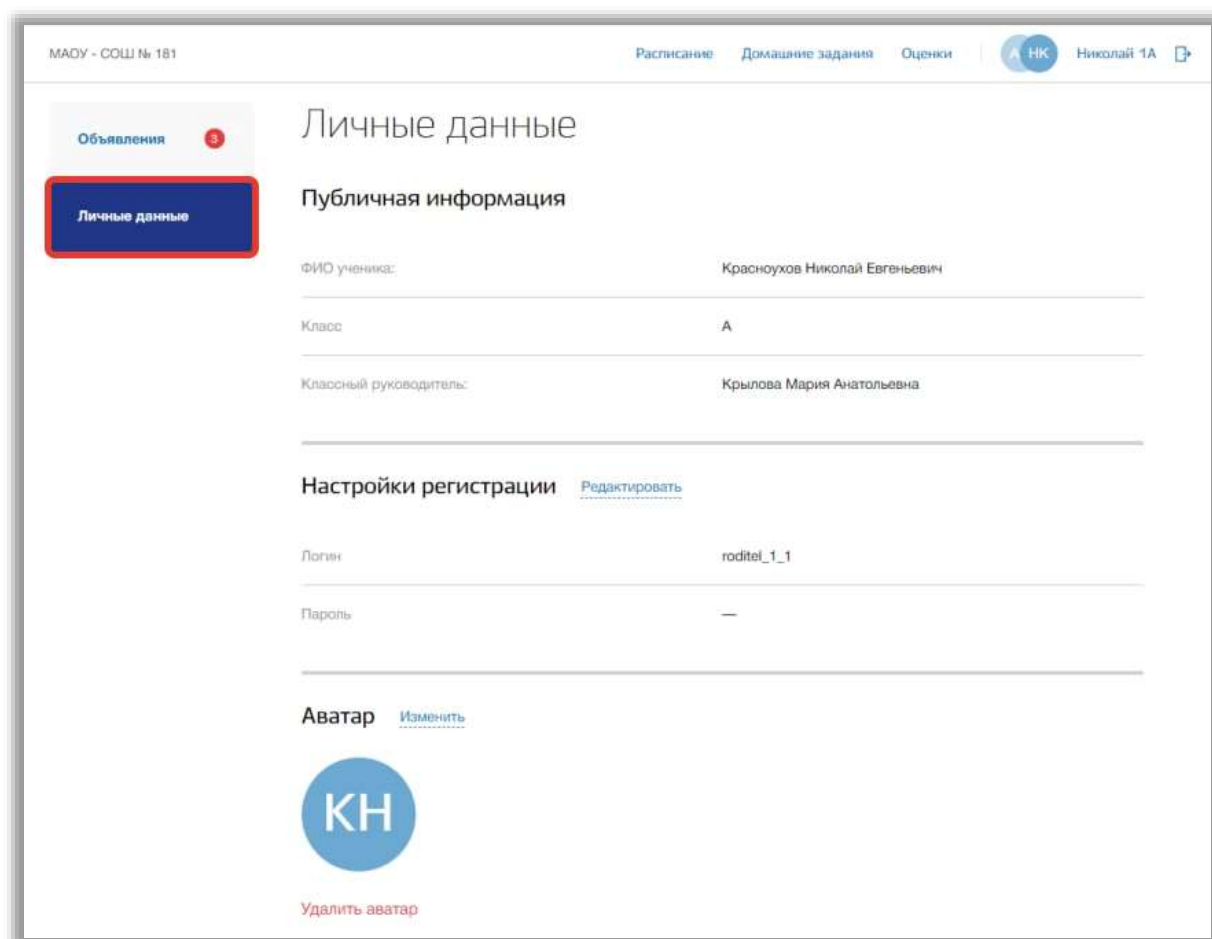 МАОУ - СОШ № 181
Расписание Домашние задания Оценки А НК Николай 1А
Объявления 3
Личные данные
Личные данные
Публичная информация
ФИО ученика: Красноухов Николай Евгеньевич
Класс А
Классный руководитель: Крылова Мария Анатольевна
Настройки регистрации Редактировать
Логин roditel_1_1
Пароль —
Аватар Изменить
КН
Удалить аватар